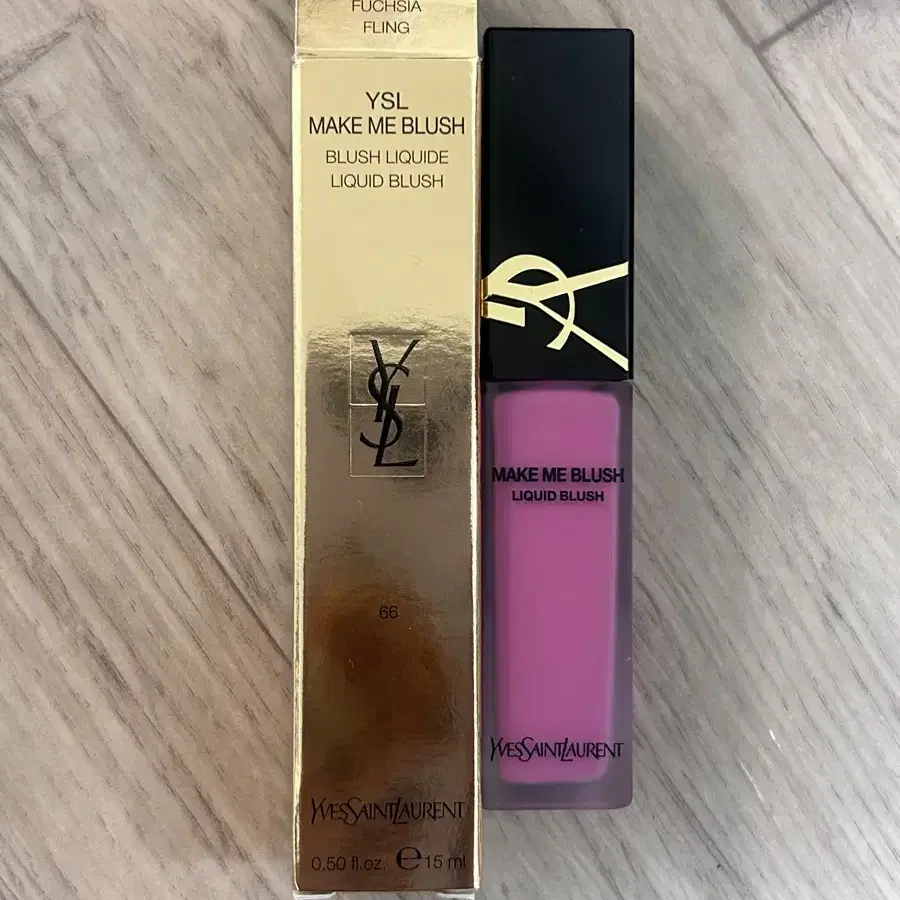 FUCHSIA
FLING
YSL
MAKE ME BLUSH
BLUSH LIQUIDE
LIQUID BLUSH
YSL
66
YVESSAINTLAURENT
0.50 fl.oz. e 15 ml
MAKE ME BLUSH
LIQUID BLUSH
YVESSAINTLAURENT